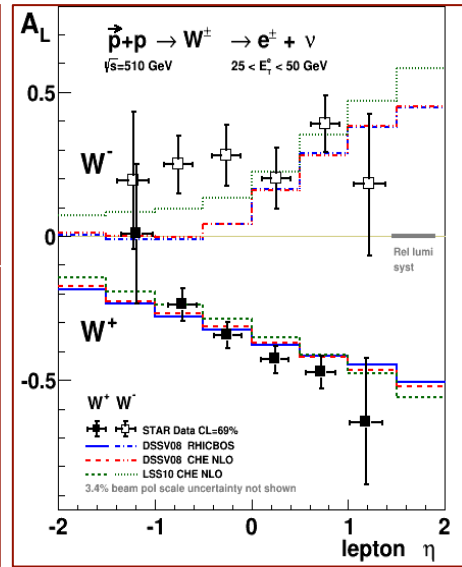 A_L
p⃗+p → W± → e± + ν
√s=510 GeV 25 < E_T^e < 50 GeV
0.5
W-
0
Rel lumi
syst
W+
-0.5
W+ W-
STAR Data CL=69%
DSSV08 RHICBOS
DSSV08 CHE NLO
LSS10 CHE NLO
3.4% beam pol scale uncertainty not shown
-2 -1 0 1 2
lepton η